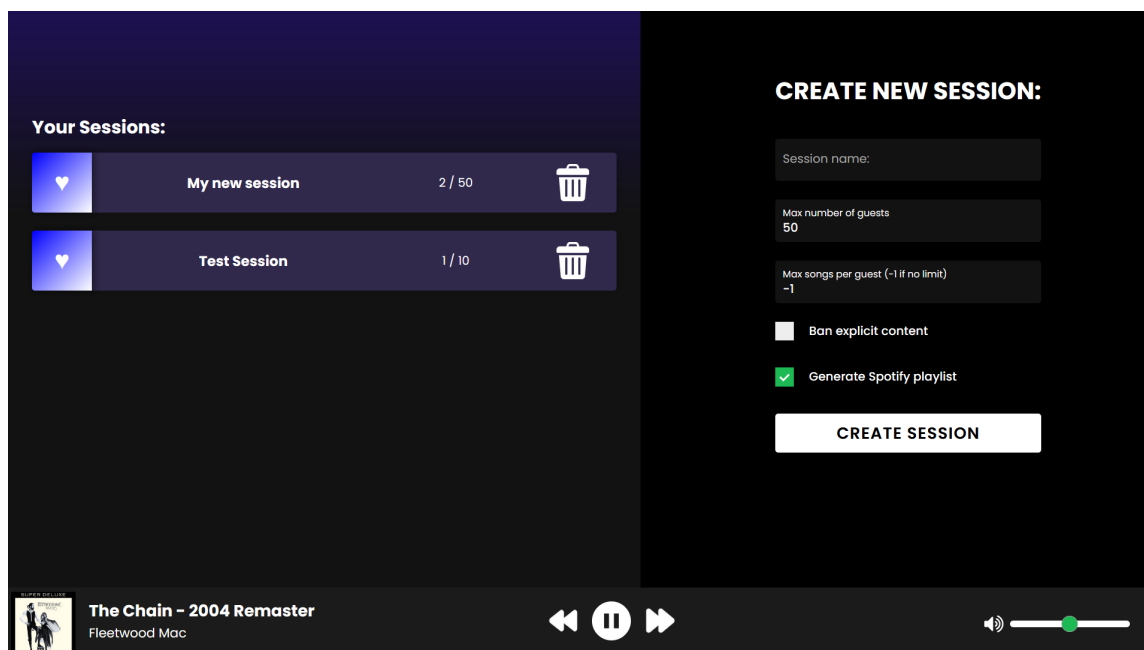 Your Sessions:
My new session
2 / 50
Test Session
1 / 10
CREATE NEW SESSION:
Session name:
Max number of guests
50
Max songs per guest (-1 if no limit)
-1
Ban explicit content
Generate Spotify playlist
CREATE SESSION
SUPER DELUXE
The Chain - 2004 Remaster
Fleetwood Mac